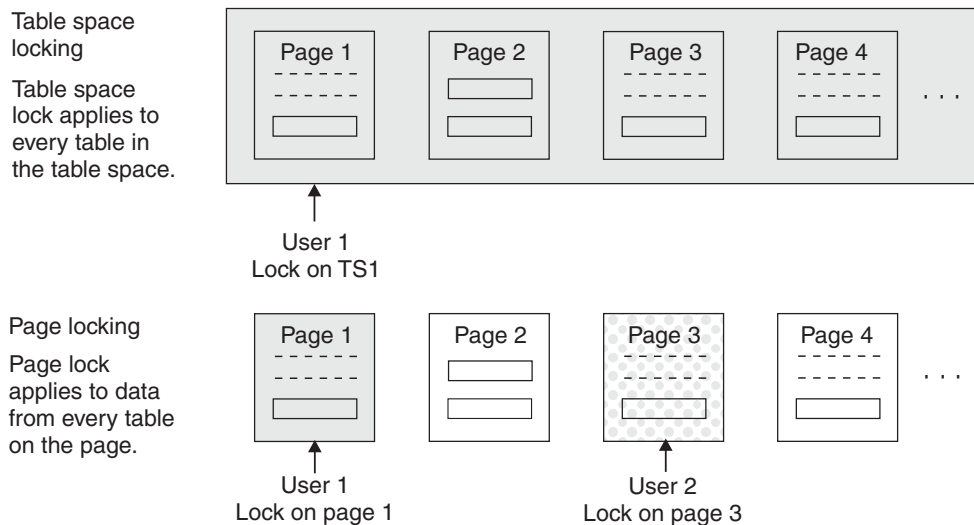 Table space
locking
Table space
lock applies to
every table in
the table space.
Page 1
Page 2
Page 3
Page 4
. . .
User 1
Lock on TS1
Page locking
Page lock
applies to data
from every table
on the page.
Page 1
Page 2
Page 3
Page 4
. . .
User 1
Lock on page 1
User 2
Lock on page 3